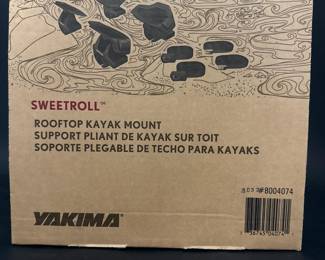 SWEETROLL™
ROOFTOP KAYAK MOUNT
SUPPORT PLIANT DE KAYAK SUR TOIT
SOPORTE PLEGABLE DE TECHO PARA KAYAKS
#8004074
YAKIMA